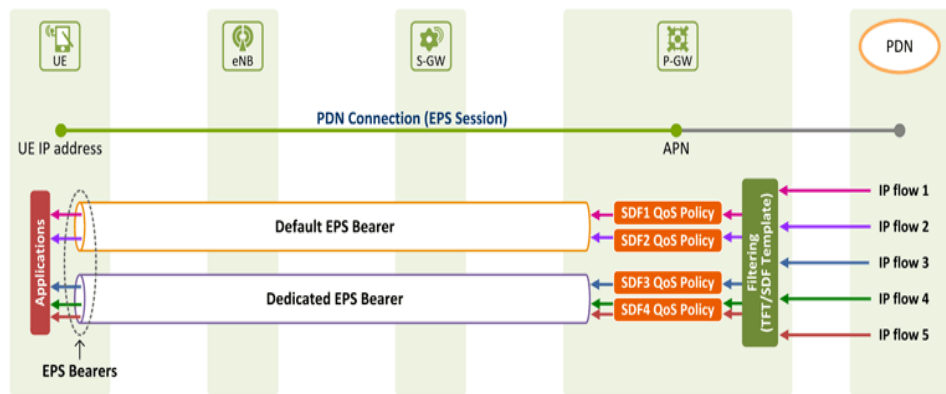 UE
eNB
S-GW
P-GW
PDN
PDN Connection (EPS Session)
UE IP address
APN
Applications
Default EPS Bearer
Dedicated EPS Bearer
SDF1 QoS Policy
SDF2 QoS Policy
SDF3 QoS Policy
SDF4 QoS Policy
Filtering
(TFT/SDF Template)
IP flow 1
IP flow 2
IP flow 3
IP flow 4
IP flow 5
EPS Bearers